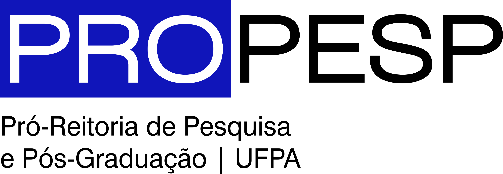 PROPESP
Pró-Reitoria de Pesquisa
e Pós-Graduação | UFPA